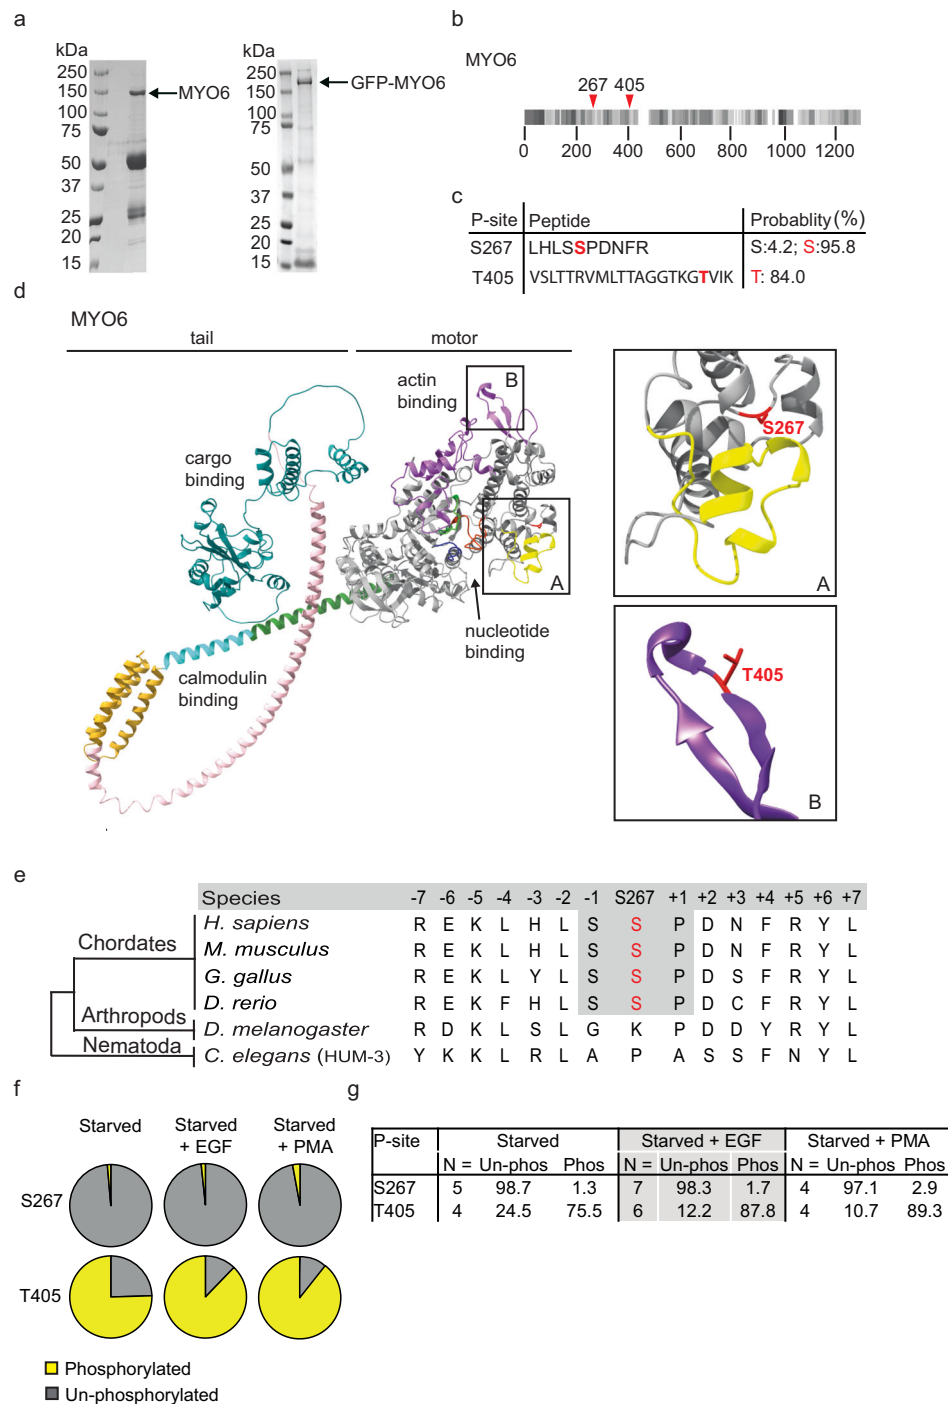 a
kDa
250
150
100
75
50
37
25
20
15
MYO6
kDa
250
150
100
75
50
37
25
20
15
GFP-MYO6
b
MYO6
267 405
0 200 400 600 800 1000 1200
c
P-site Peptide Probablity (%)
S267 LHLSSPDNFR S:4.2; S:95.8
T405 VSLTTRVMLTTAGGTKGTVIK T: 84.0
d
MYO6
tail motor
actin
binding
B
cargo
binding
A
nucleotide
binding
calmodulin
binding
S267
A
T405
B
e
Species -7 -6 -5 -4 -3 -2 -1 S267 +1 +2 +3 +4 +5 +6 +7
Chordates
H. sapiens R E K L H L S S P D N F R Y L
M. musculus R E K L H L S S P D N F R Y L
G. gallus R E K L Y L S S P D S F R Y L
D. rerio R E K F H L S S P D C F R Y L
Arthropods
D. melanogaster R D K L S L G K P D D Y R Y L
Nematoda
C. elegans (HUM-3) Y K K L R L A P A S S F N Y L
f
Starved Starved + EGF Starved + PMA
S267
T405
Phosphorylated
Un-phosphorylated
g
P-site Starved Starved + EGF Starved + PMA
N = Un-phos Phos N = Un-phos Phos N = Un-phos Phos
S267 5 98.7 1.3 7 98.3 1.7 4 97.1 2.9
T405 4 24.5 75.5 6 12.2 87.8 4 10.7 89.3